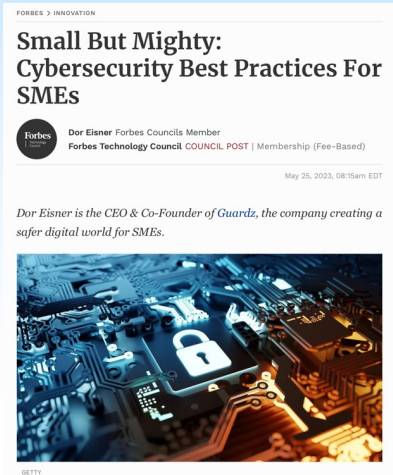 FORBES > INNOVATION
Small But Mighty:
Cybersecurity Best Practices For
SMEs
Forbes
Technology
Council
Dor Eisner Forbes Councils Member
Forbes Technology Council COUNCIL POST | Membership (Fee-Based)
May 25, 2023, 08:15am EDT
Dor Eisner is the CEO & Co-Founder of Guardz, the company creating a
safer digital world for SMEs.
GETTY